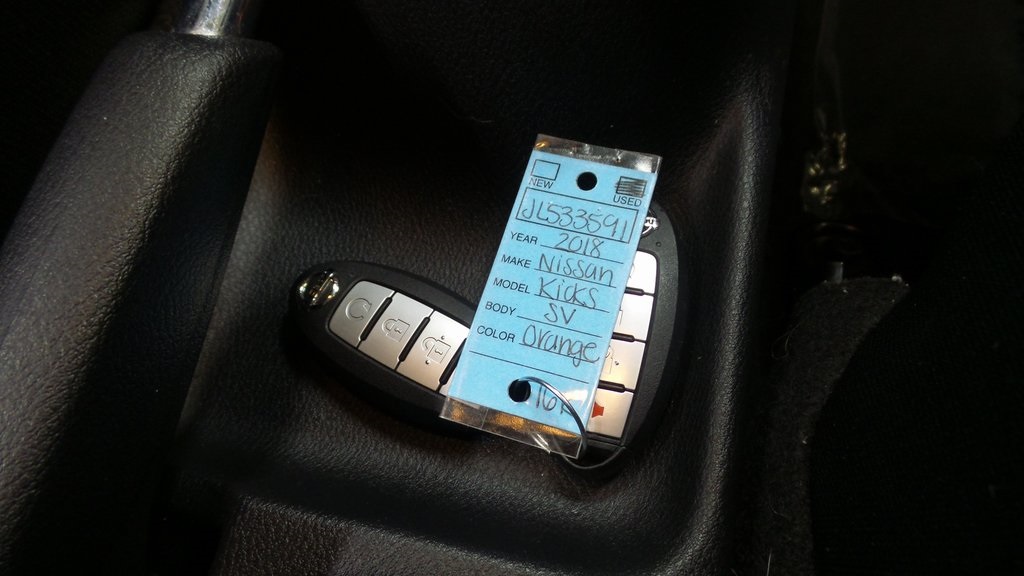 NEW
USED
JL533591
YEAR 2018
MAKE Nissan
MODEL Kicks
BODY SV
COLOR Orange